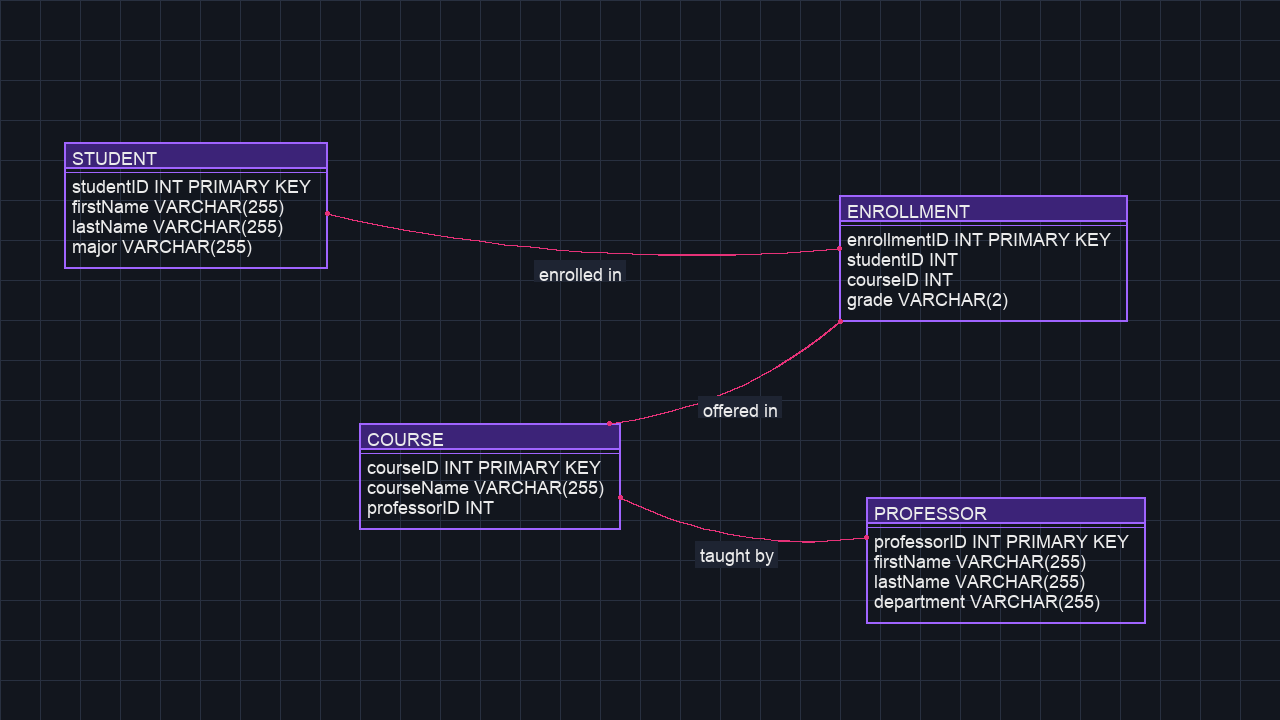 STUDENT
studentID INT PRIMARY KEY
firstName VARCHAR(255)
lastName VARCHAR(255)
major VARCHAR(255)
enrolled in
ENROLLMENT
enrollmentID INT PRIMARY KEY
studentID INT
courseID INT
grade VARCHAR(2)
offered in
COURSE
courseID INT PRIMARY KEY
courseName VARCHAR(255)
professorID INT
taught by
PROFESSOR
professorID INT PRIMARY KEY
firstName VARCHAR(255)
lastName VARCHAR(255)
department VARCHAR(255)